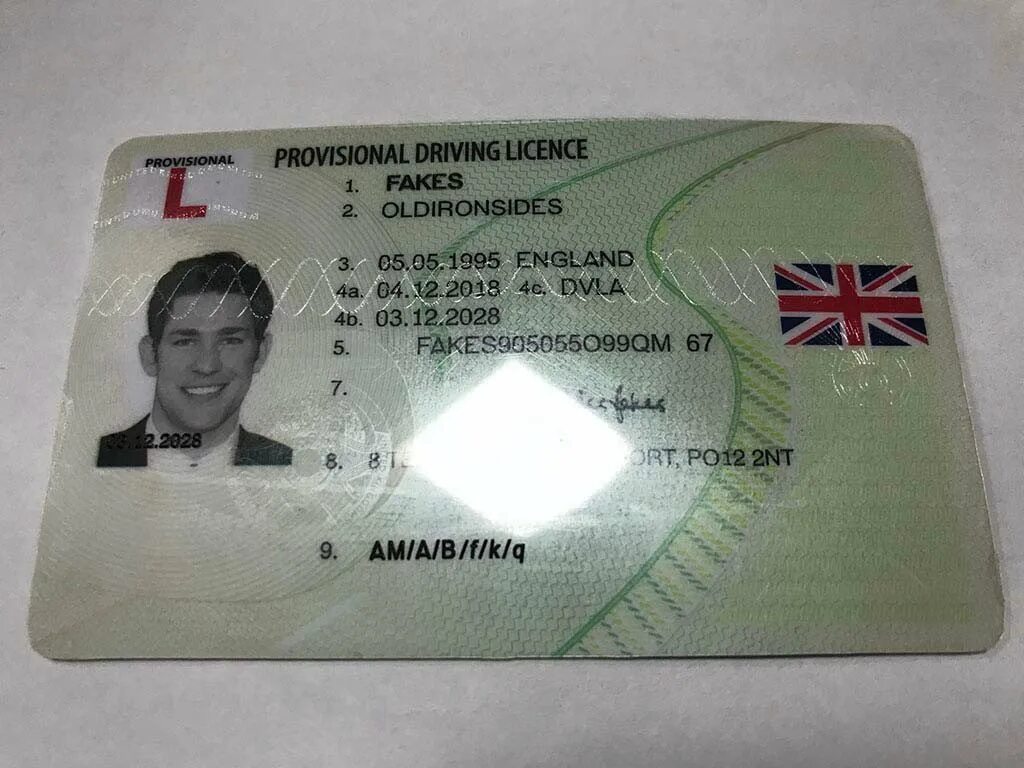 PROVISIONAL
L
PROVISIONAL DRIVING LICENCE
1. FAKES
2. OLDIRONSIDES
3. 05.05.1995 ENGLAND
4a. 04.12.2018 4c. DVLA
4b. 03.12.2028
5. FAKES905055O99QM 67
7.
03.12.2028
8. 8 PO12 2NT
9. AM/A/B/f/k/q